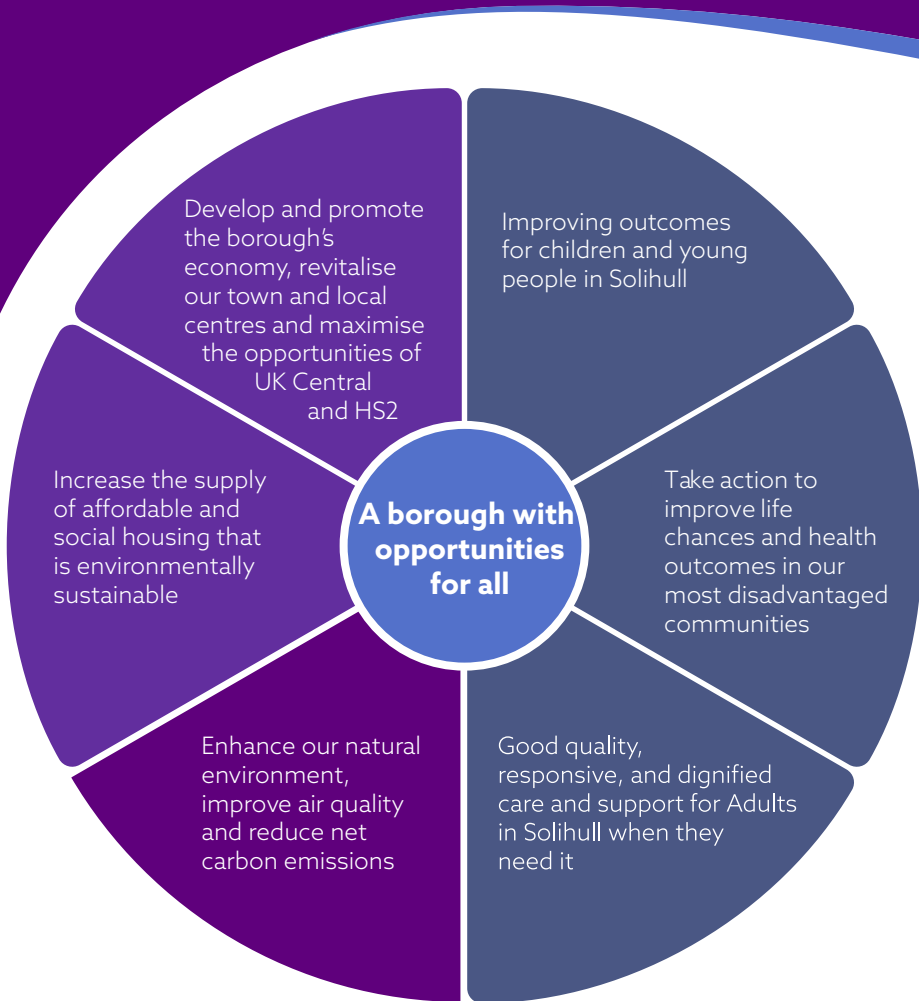 Develop and promote
the borough's
economy, revitalise
our town and local
centres and maximise
the opportunities of
UK Central
and HS2
Improving outcomes
for children and young
people in Solihull
Take action to
improve life
chances and health
outcomes in our
most disadvantaged
communities
Good quality,
responsive, and dignified
care and support for Adults
in Solihull when they
need it
Enhance our natural
environment,
improve air quality
and reduce net
carbon emissions
Increase the supply
of affordable and
social housing that
is environmentally
sustainable
A borough with
opportunities
for all